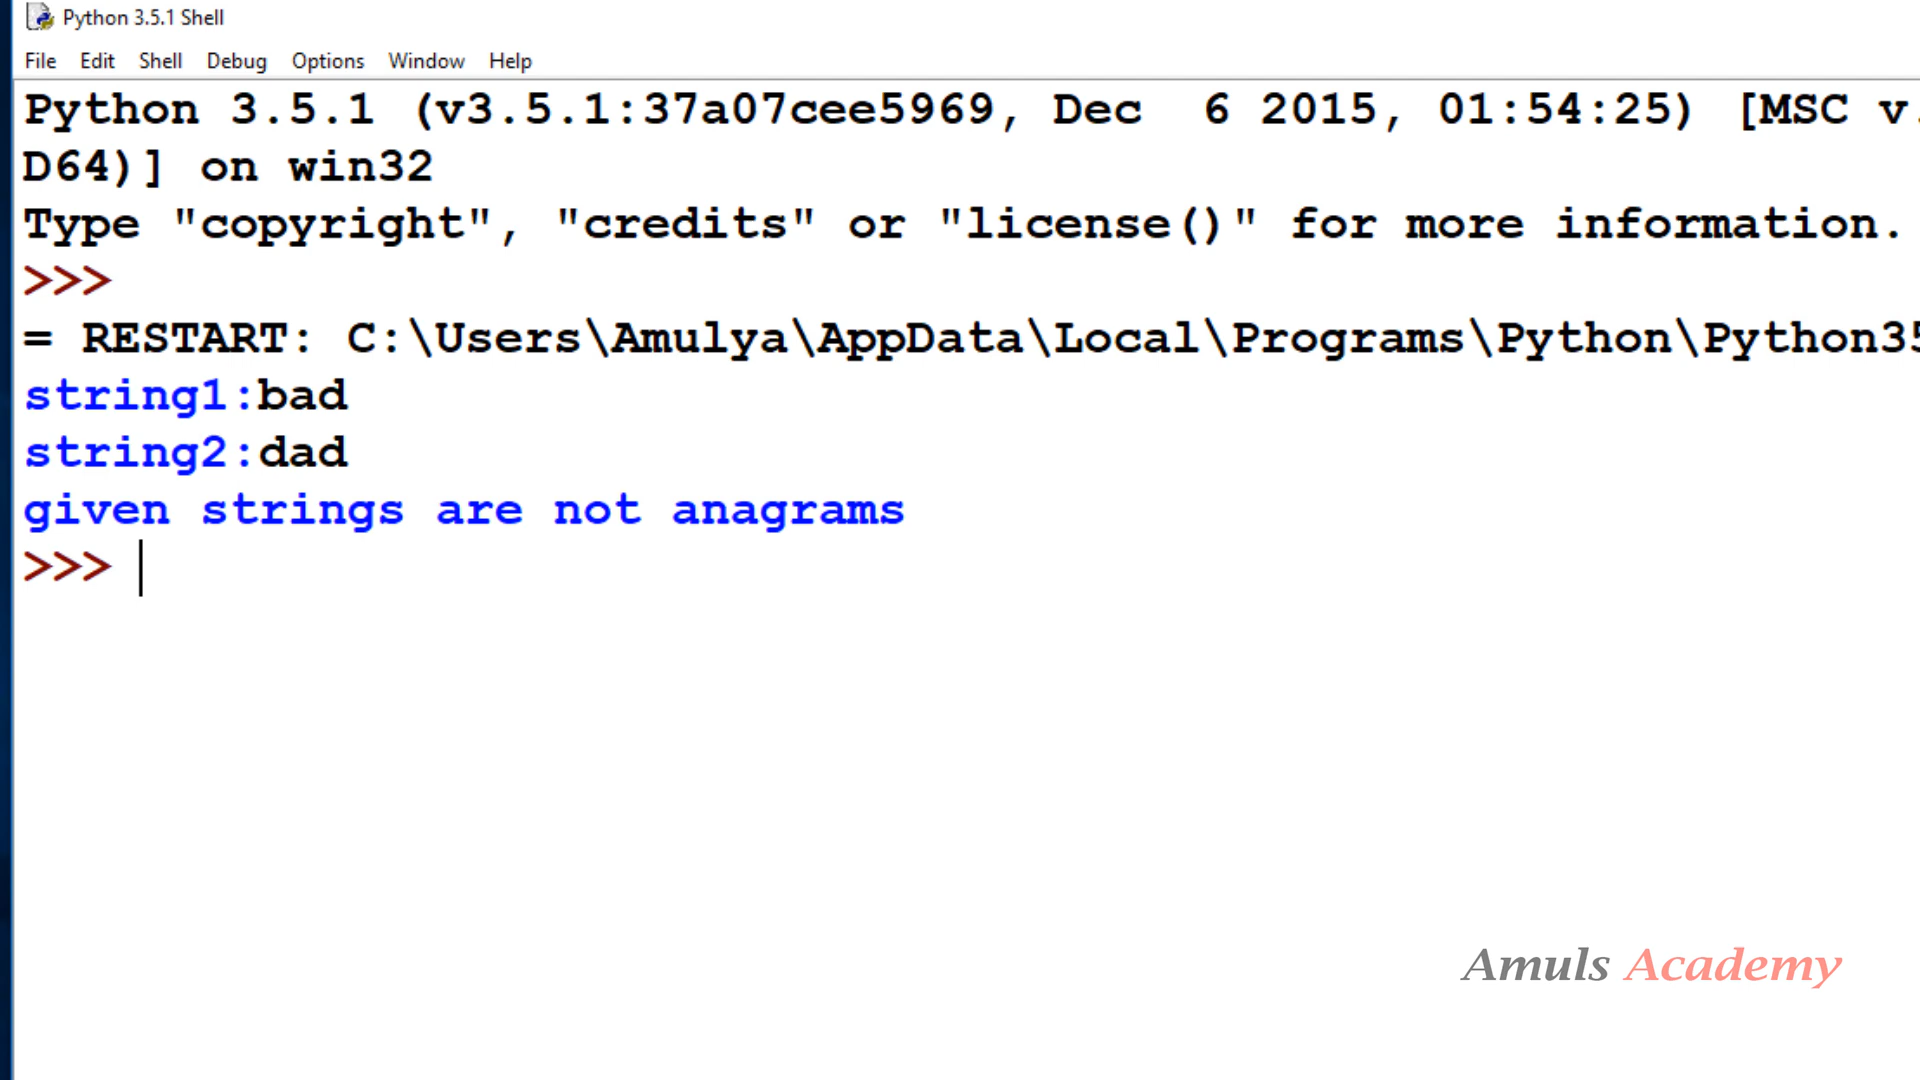 Python 3.5.1 Shell
File Edit Shell Debug Options Window Help
Python 3.5.1 (v3.5.1:37a07cee5969, Dec  6 2015, 01:54:25) [MSC v.
D64)] on win32
Type "copyright", "credits" or "license()" for more information.
>>>
= RESTART: C:\Users\Amulya\AppData\Local\Programs\Python\Python35
string1:bad
string2:dad
given strings are not anagrams
>>>
Amuls Academy